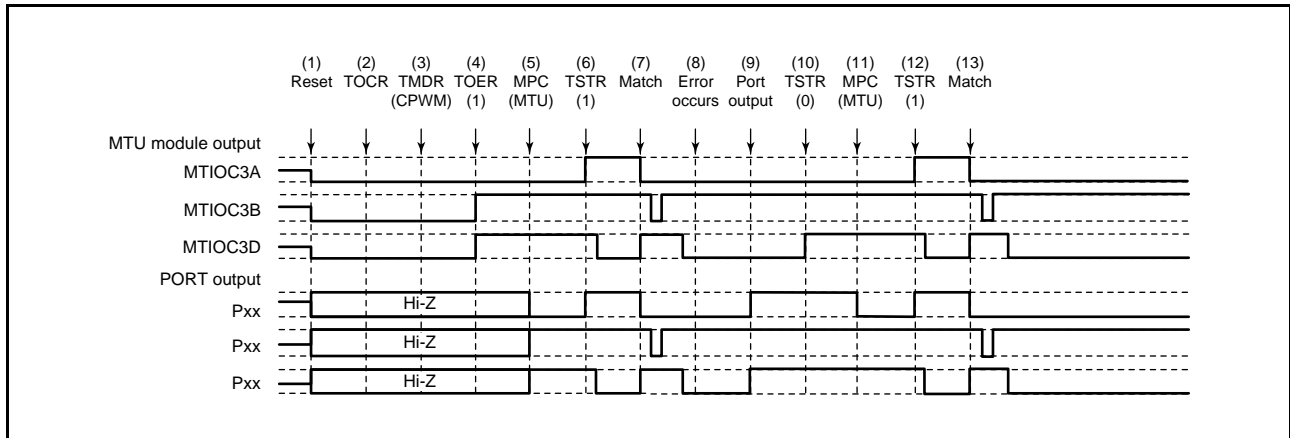 (1) (2) (3) (4) (5) (6) (7) (8) (9) (10) (11) (12) (13)
Reset TOCR TMDR TOER MPC TSTR Match Error Port TSTR MPC TSTR Match
(CPWM) (1) (MTU) (1) occurs output (0) (MTU) (1)
MTU module output
MTIOC3A
MTIOC3B
MTIOC3D
PORT output
Pxx Hi-Z
Pxx Hi-Z
Pxx Hi-Z